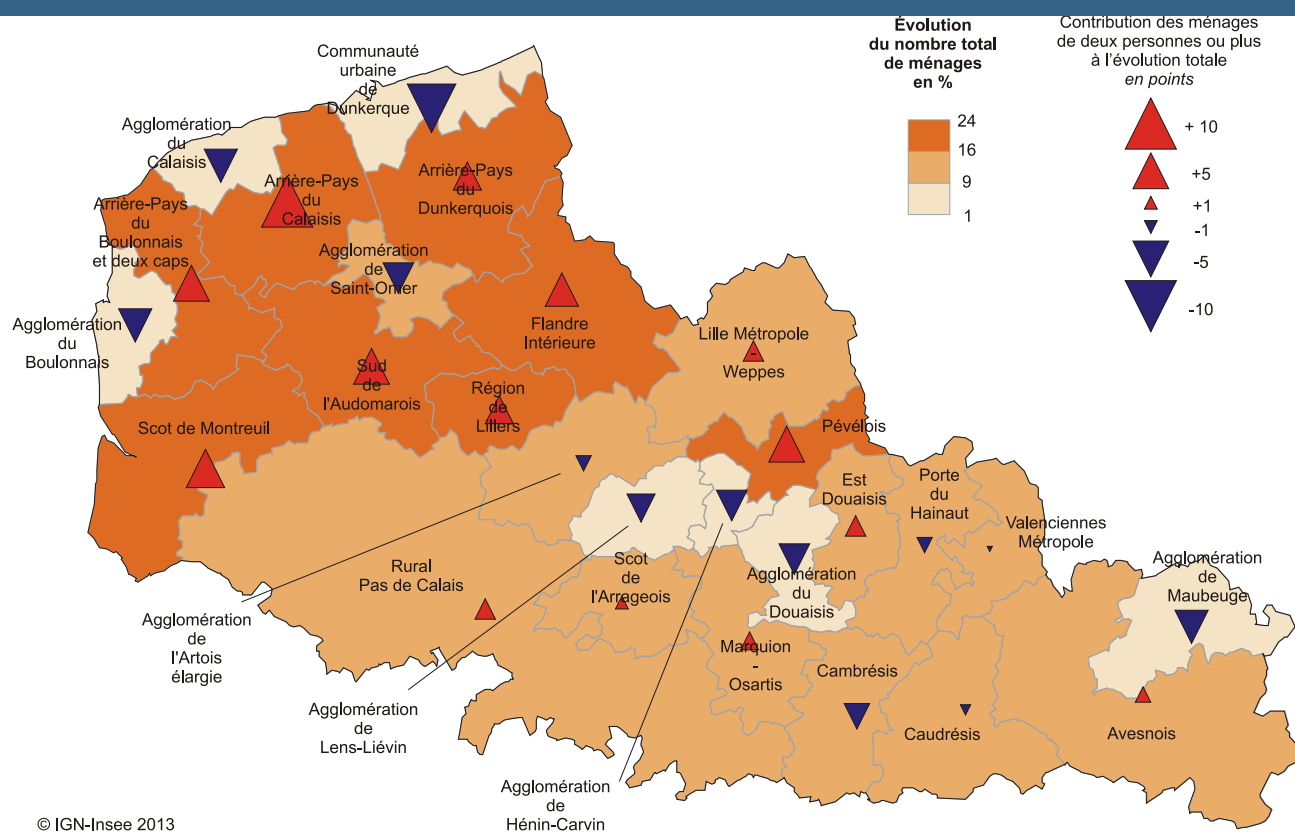 Évolution
du nombre total
de ménages
en %
24
16
9
1
Contribution des ménages
de deux personnes ou plus
à l'évolution totale
en points
+ 10
+5
+1
-1
-5
-10
Communauté
urbaine
de
Dunkerque
Agglomération
du
Calaisis
Arrière-Pays
du
Calaisis
Arrière-Pays
du
Dunkerquois
Arrière-Pays
du
Boulonnais
et deux caps
Agglomération
de
Saint-Omer
Agglomération
du
Boulonnais
Flandre
Intérieure
Lille Métropole
-
Weppes
Sud
de
l'Audomarois
Région
de
Lillers
Scot de Montreuil
Pévélois
Est
Douaisis
Porte
du
Hainaut
Valenciennes
Métropole
Agglomération
de
Maubeuge
Rural
Pas de Calais
Scot
de
l'Arrageois
Agglomération
du
Douaisis
Agglomération
de
l'Artois
élargie
Marquion
-
Osartis
Cambrésis
Caudrésis
Avesnois
Agglomération
de
Lens-Liévin
Agglomération
de
Hénin-Carvin
© IGN-Insee 2013